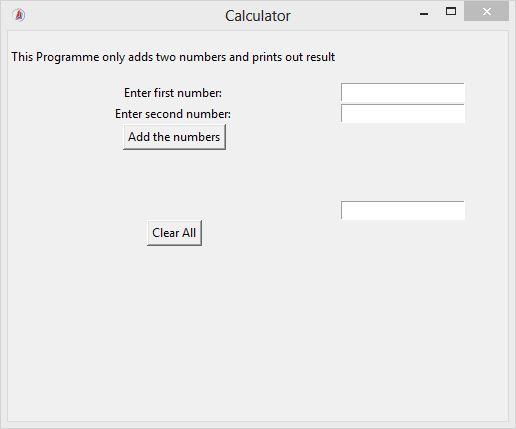 Calculator
This Programme only adds two numbers and prints out result
Enter first number:
Enter second number:
Add the numbers
Clear All